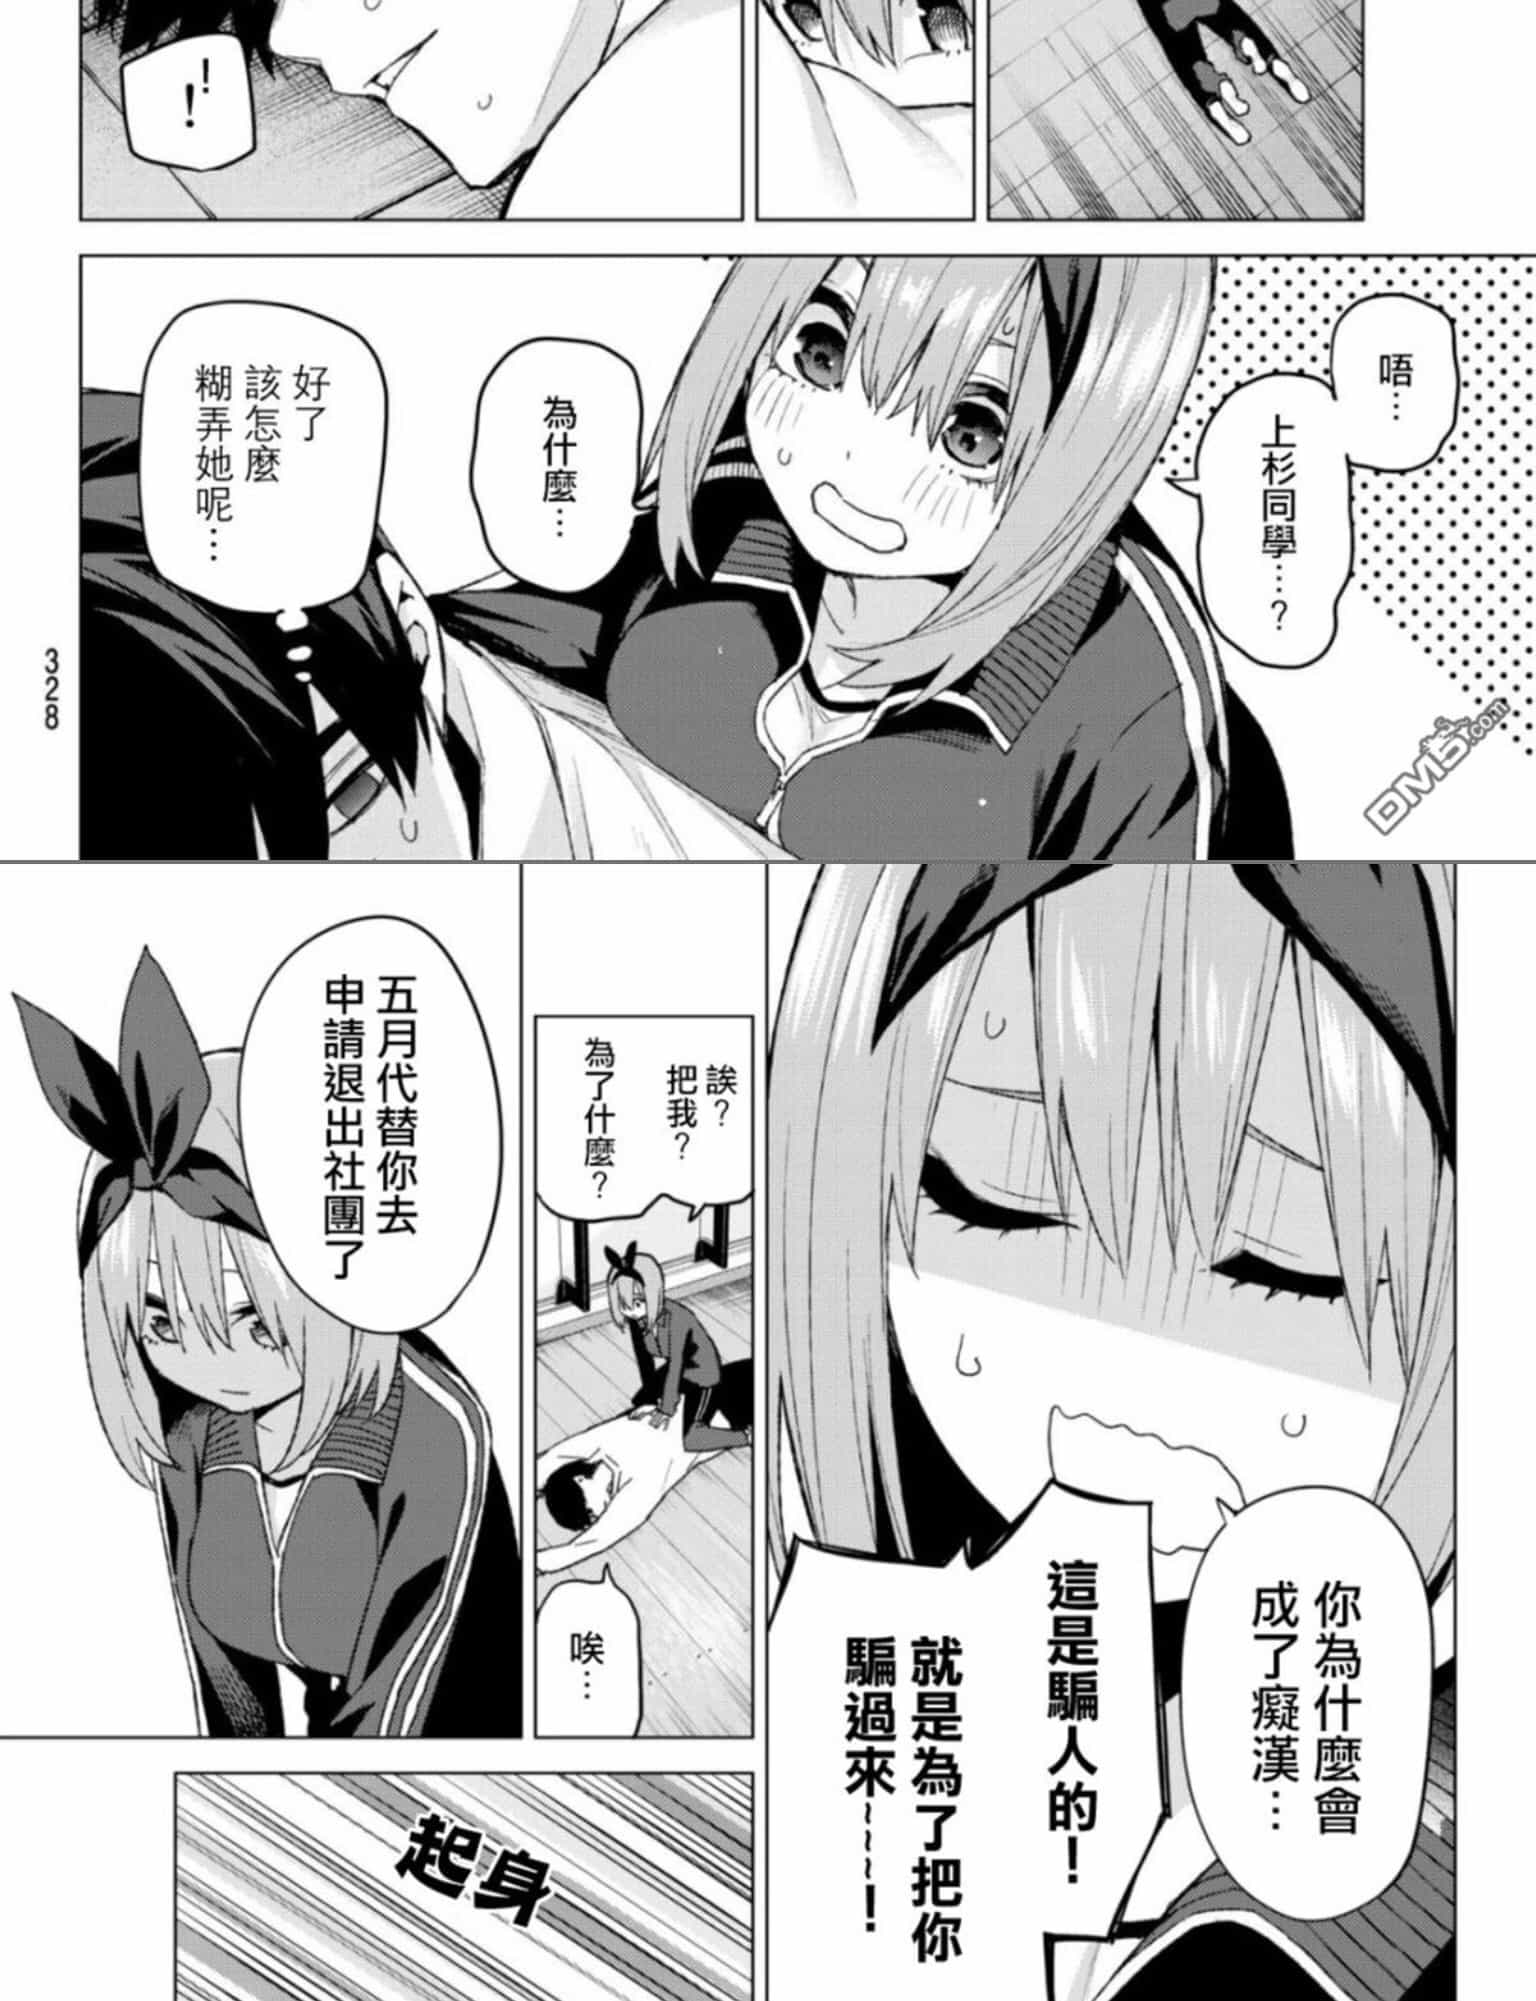 ！！
唔…
上杉同學…？
為什麼…
好了
該怎麼
糊弄她呢…
328
DM5.com
你為什麼會
成了癡漢…
這是騙人的！
就是為了把你
騙過來~~~！
誒？
把我？
為了什麼？
唉…
五月代替你去
申請退出社團了
起身